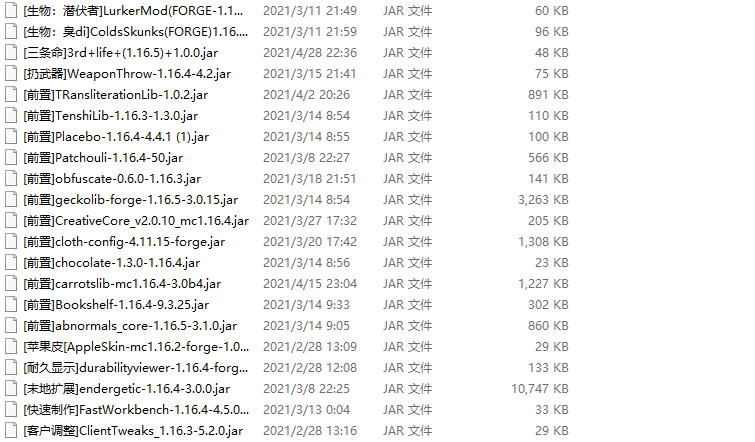 [生物：潜伏者]LurkerMod(FORGE-1.1... 2021/3/11 21:49 JAR 文件 60 KB
[生物：臭di]ColdsSkunks(FORGE)1.16.... 2021/3/11 21:59 JAR 文件 96 KB
[三条命]3rd+life+(1.16.5)+1.0.0.jar 2021/4/28 22:36 JAR 文件 48 KB
[扔武器]WeaponThrow-1.16.4-4.2.jar 2021/3/15 21:41 JAR 文件 75 KB
[前置]TRansliterationLib-1.0.2.jar 2021/4/2 20:26 JAR 文件 891 KB
[前置]TenshiLib-1.16.3-1.3.0.jar 2021/3/14 8:54 JAR 文件 110 KB
[前置]Placebo-1.16.4-4.4.1 (1).jar 2021/3/14 8:55 JAR 文件 100 KB
[前置]Patchouli-1.16.4-50.jar 2021/3/8 22:27 JAR 文件 566 KB
[前置]obfuscate-0.6.0-1.16.3.jar 2021/3/18 21:51 JAR 文件 141 KB
[前置]geckolib-forge-1.16.5-3.0.15.jar 2021/3/14 8:54 JAR 文件 3,263 KB
[前置]CreativeCore_v2.0.10_mc1.16.4.jar 2021/3/27 17:32 JAR 文件 205 KB
[前置]cloth-config-4.11.15-forge.jar 2021/3/20 17:42 JAR 文件 1,308 KB
[前置]chocolate-1.3.0-1.16.4.jar 2021/3/14 8:56 JAR 文件 23 KB
[前置]carrotslib-mc1.16.4-3.0b4.jar 2021/4/15 23:04 JAR 文件 1,227 KB
[前置]Bookshelf-1.16.4-9.3.25.jar 2021/3/14 9:33 JAR 文件 302 KB
[前置]abnormals_core-1.16.5-3.1.0.jar 2021/3/14 9:05 JAR 文件 860 KB
[苹果皮[AppleSkin-mc1.16.2-forge-1.0... 2021/2/28 13:09 JAR 文件 29 KB
[耐久显示]durabilityviewer-1.16.4-forg... 2021/2/28 12:08 JAR 文件 133 KB
[末地扩展]endergetic-1.16.4-3.0.0.jar 2021/3/8 22:25 JAR 文件 10,747 KB
[快速制作]FastWorkbench-1.16.4-4.5.0... 2021/3/13 0:04 JAR 文件 33 KB
[客户调整]ClientTweaks_1.16.3-5.2.0.jar 2021/2/28 13:16 JAR 文件 29 KB